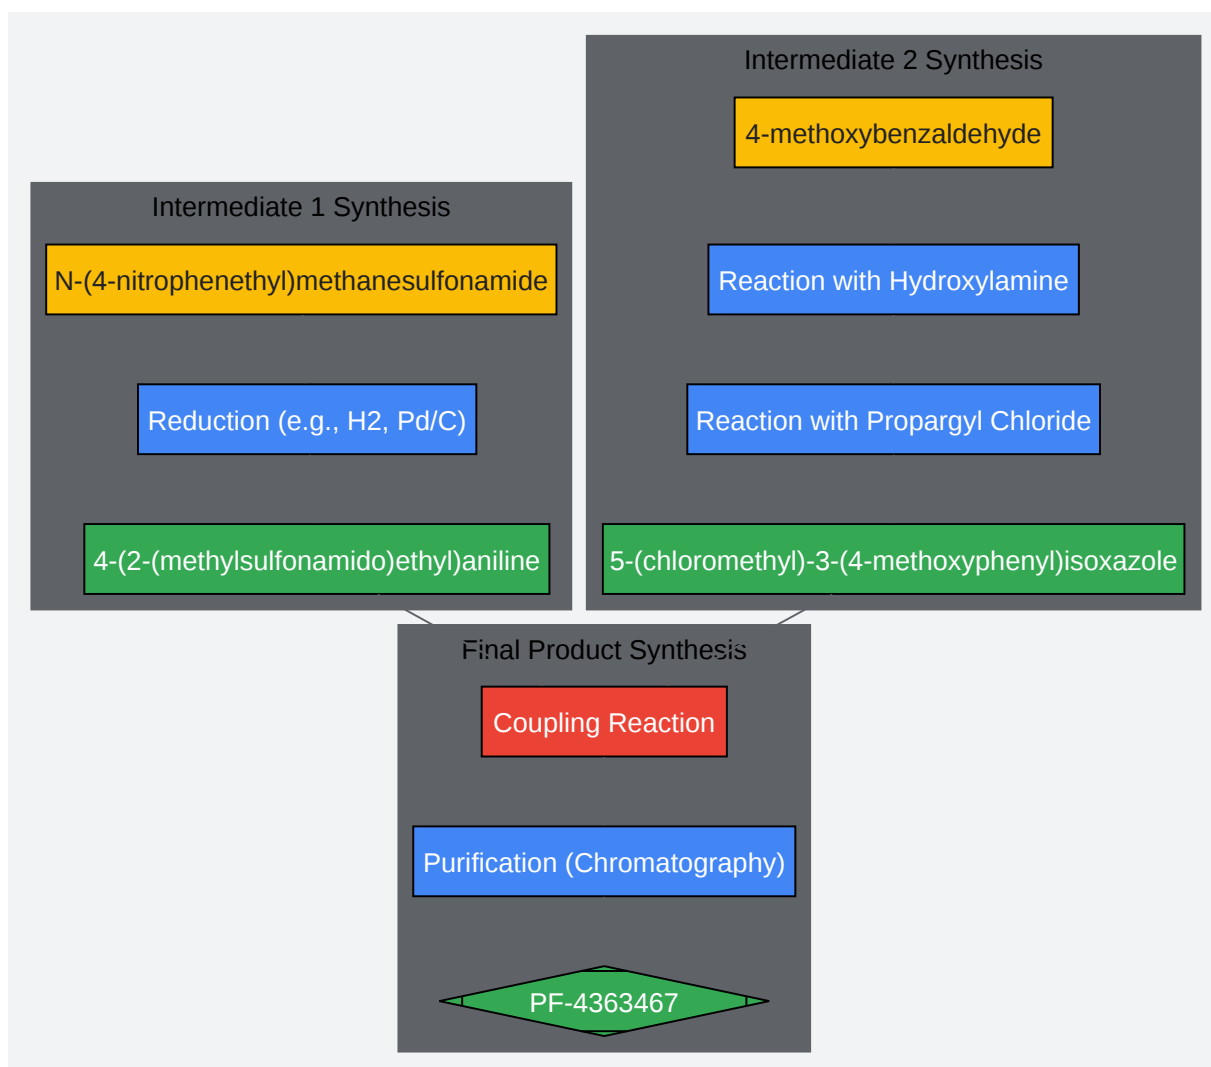 Intermediate 2 Synthesis
4-methoxybenzaldehyde
Intermediate 1 Synthesis
N-(4-nitrophenethyl)methanesulfonamide
Reaction with Hydroxylamine
Reduction (e.g., H2, Pd/C)
Reaction with Propargyl Chloride
4-(2-(methylsulfonamido)ethyl)aniline
5-(chloromethyl)-3-(4-methoxyphenyl)isoxazole
Final Product Synthesis
Coupling Reaction
Purification (Chromatography)
PF-4363467